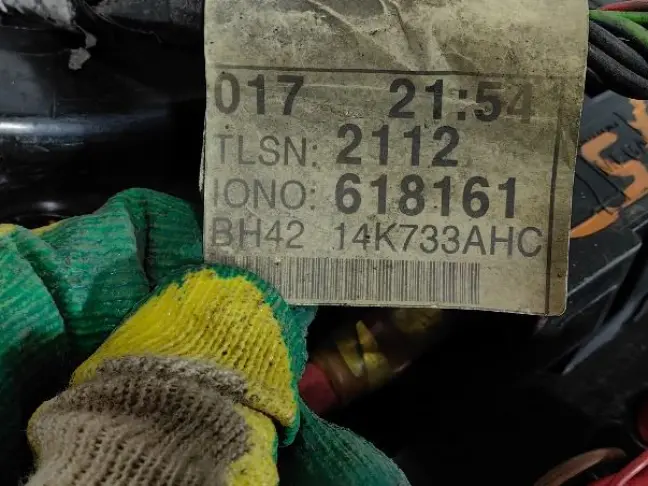 017 21:54
TLSN: 2112
IONO: 618161
BH42 14K733AHC